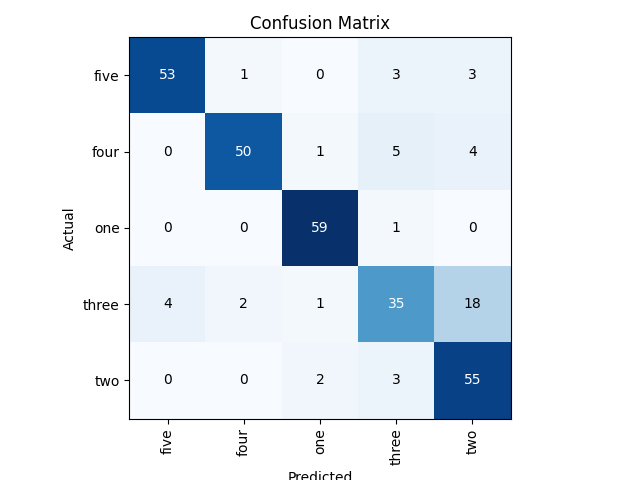 Confusion Matrix
five 53 1 0 3 3
four 0 50 1 5 4
one 0 0 59 1 0
three 4 2 1 35 18
two 0 0 2 3 55
Actual
five four one three two
Predicted